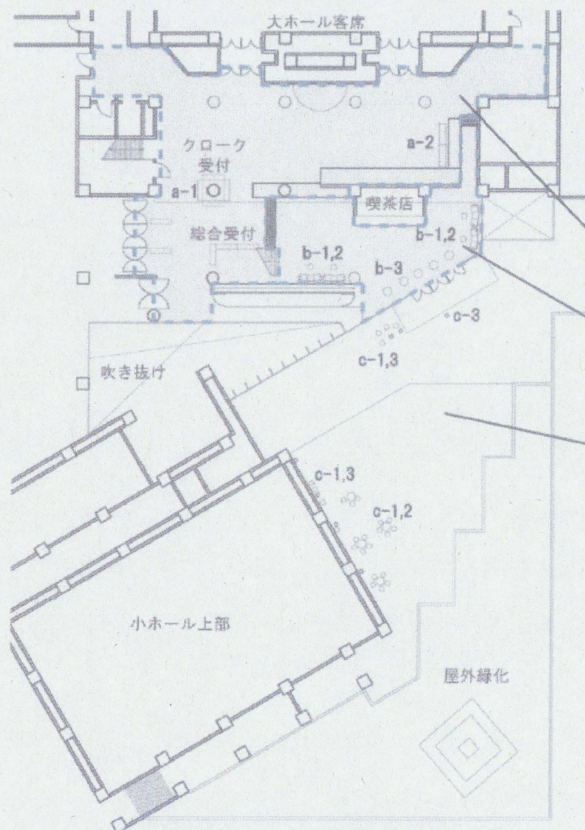 大ホール客席
クローク
受付
a-1
a-2
喫茶店
総合受付
b-1,2
b-1,2
b-3
c-3
c-1,3
吹き抜け
c-1,3
c-1,2
小ホール上部
屋外緑化